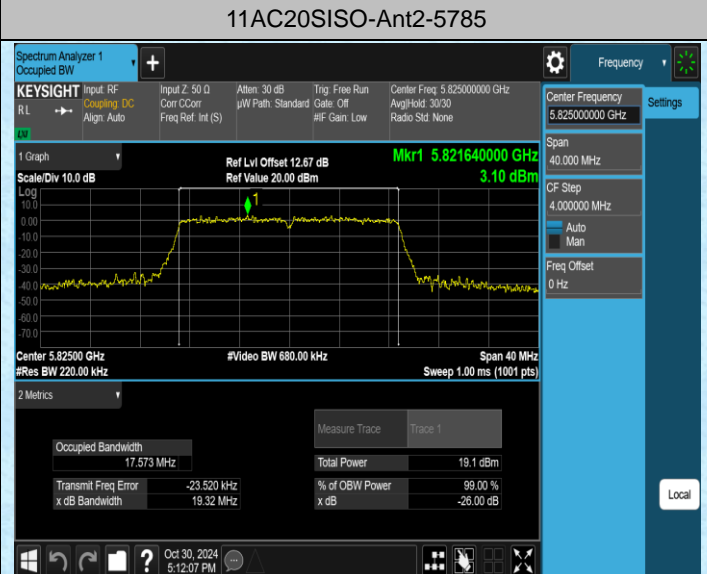 11AC20SISO-Ant2-5785
Spectrum Analyzer 1
Occupied BW
+
Frequency
KEYSIGHT
RL
Input: RF
Coupling: DC
Align: Auto
Input Z: 50 Ω
Corr CCorr
Freq Ref: Int (S)
Atten: 30 dB
µW Path: Standard
Trig: Free Run
Gate: Off
#IF Gain: Low
Center Freq: 5.825000000 GHz
Avg|Hold: 30/30
Radio Std: None
Center Frequency
5.825000000 GHz
Settings
Span
40.000 MHz
CF Step
4.000000 MHz
Auto
Man
Freq Offset
0 Hz
1 Graph
Scale/Div 10.0 dB
Ref Lvl Offset 12.67 dB
Ref Value 20.00 dBm
Mkr1 5.821640000 GHz
3.10 dBm
Log
10.0
0.00
-10.0
-20.0
-30.0
-40.0
-50.0
-60.0
-70.0
1
Center 5.82500 GHz
#Video BW 680.00 kHz
Span 40 MHz
#Res BW 220.00 kHz
Sweep 1.00 ms (1001 pts)
2 Metrics
Measure Trace
Trace 1
Occupied Bandwidth
17.573 MHz
Total Power
19.1 dBm
Transmit Freq Error
-23.520 kHz
% of OBW Power
99.00 %
x dB Bandwidth
19.32 MHz
x dB
-26.00 dB
Local
?
Oct 30, 2024
5:12:07 PM